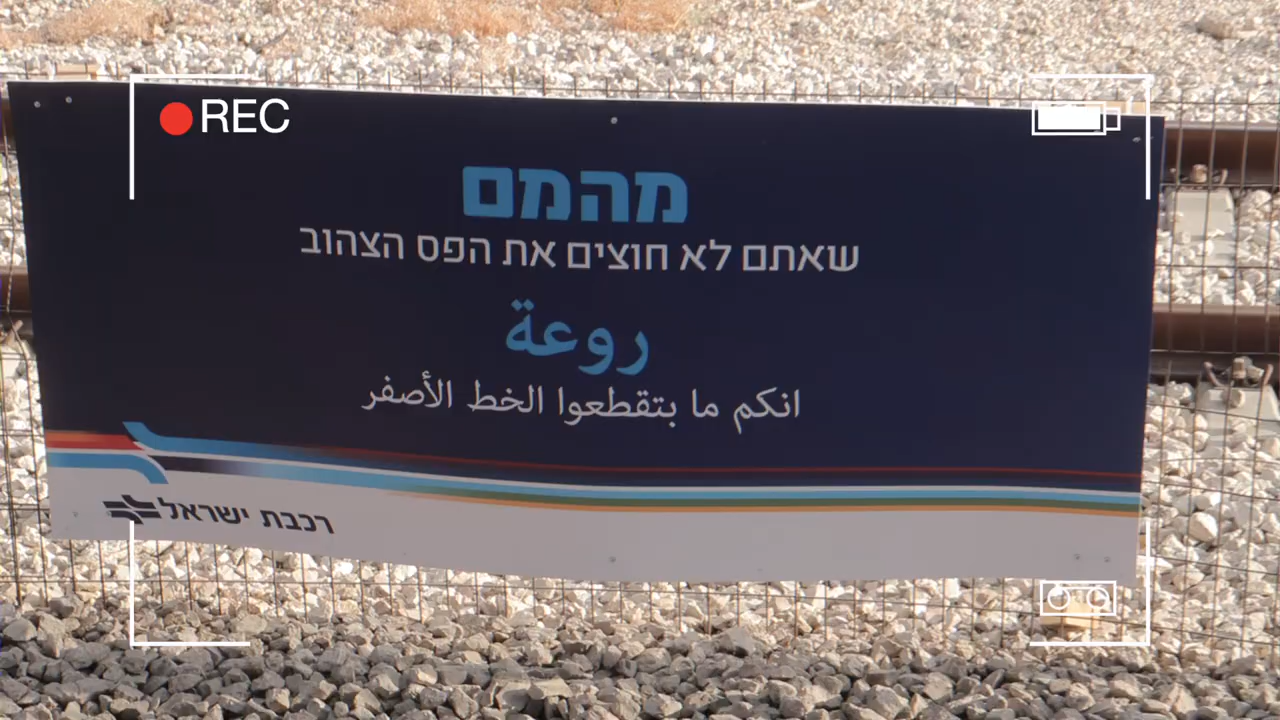 REC
מהמם
שאתם לא חוצים את הפס הצהוב
روعة
انكم ما بتقطعوا الخط الأصفر
רכבת ישראל